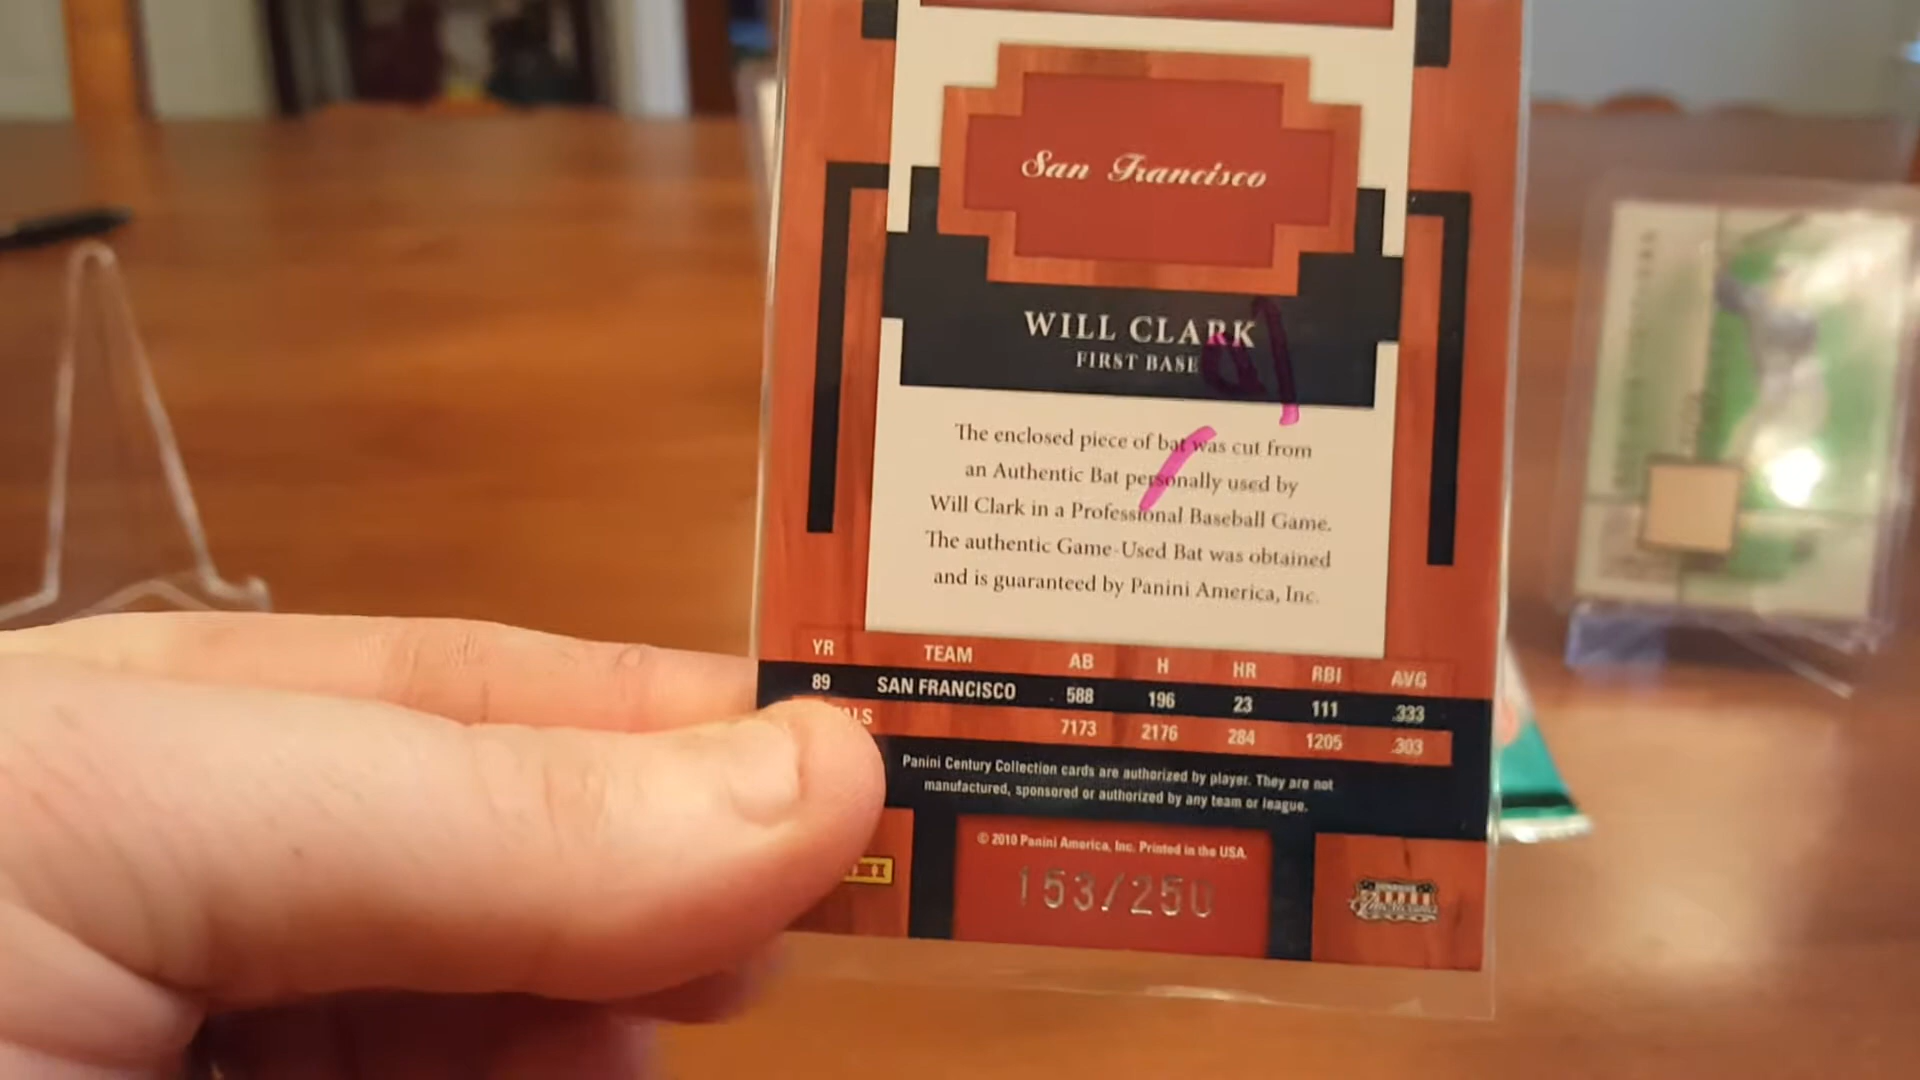 San Francisco
WILL CLARK
FIRST BASE
The enclosed piece of bat was cut from
an Authentic Bat personally used by
Will Clark in a Professional Baseball Game.
The authentic Game-Used Bat was obtained
and is guaranteed by Panini America, Inc.
YR TEAM AB H HR RBI AVG
89 SAN FRANCISCO 588 196 23 111 .333
ALS 7173 2176 284 1205 .303
Panini Century Collection cards are authorized by player. They are not
manufactured, sponsored or authorized by any team or league.
© 2010 Panini America, Inc. Printed in the USA.
153/250